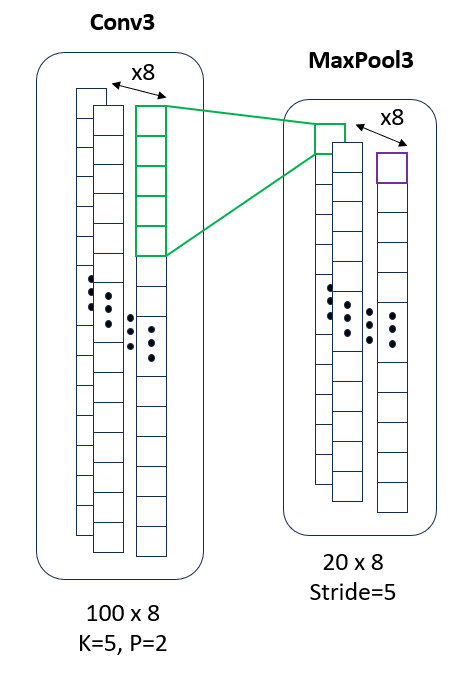 Conv3
x8
100 x 8
K=5, P=2
MaxPool3
x8
20 x 8
Stride=5